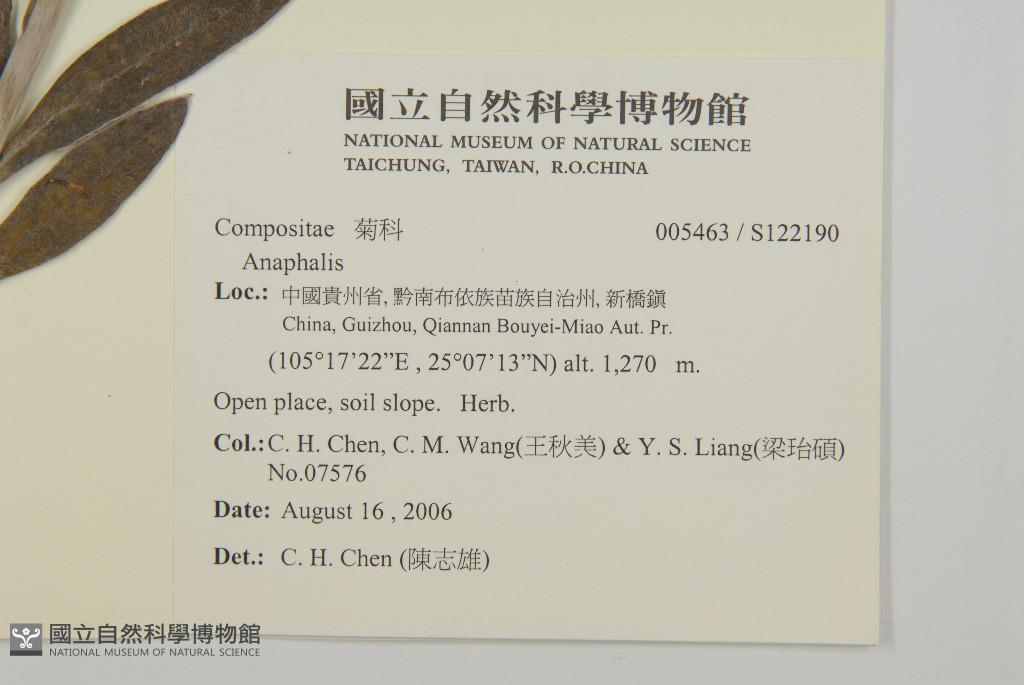 國立自然科學博物館
NATIONAL MUSEUM OF NATURAL SCIENCE
TAICHUNG, TAIWAN, R.O.CHINA
Compositae 菊科 005463 / S122190
Anaphalis
Loc.: 中國貴州省, 黔南布依族苗族自治州, 新橋鎮
China, Guizhou, Qiannan Bouyei-Miao Aut. Pr.
(105°17’22”E , 25°07’13”N) alt. 1,270 m.
Open place, soil slope. Herb.
Col.: C. H. Chen, C. M. Wang(王秋美) & Y. S. Liang(梁珆碩)
No.07576
Date: August 16 , 2006
Det.: C. H. Chen (陳志雄)
國立自然科學博物館
NATIONAL MUSEUM OF NATURAL SCIENCE